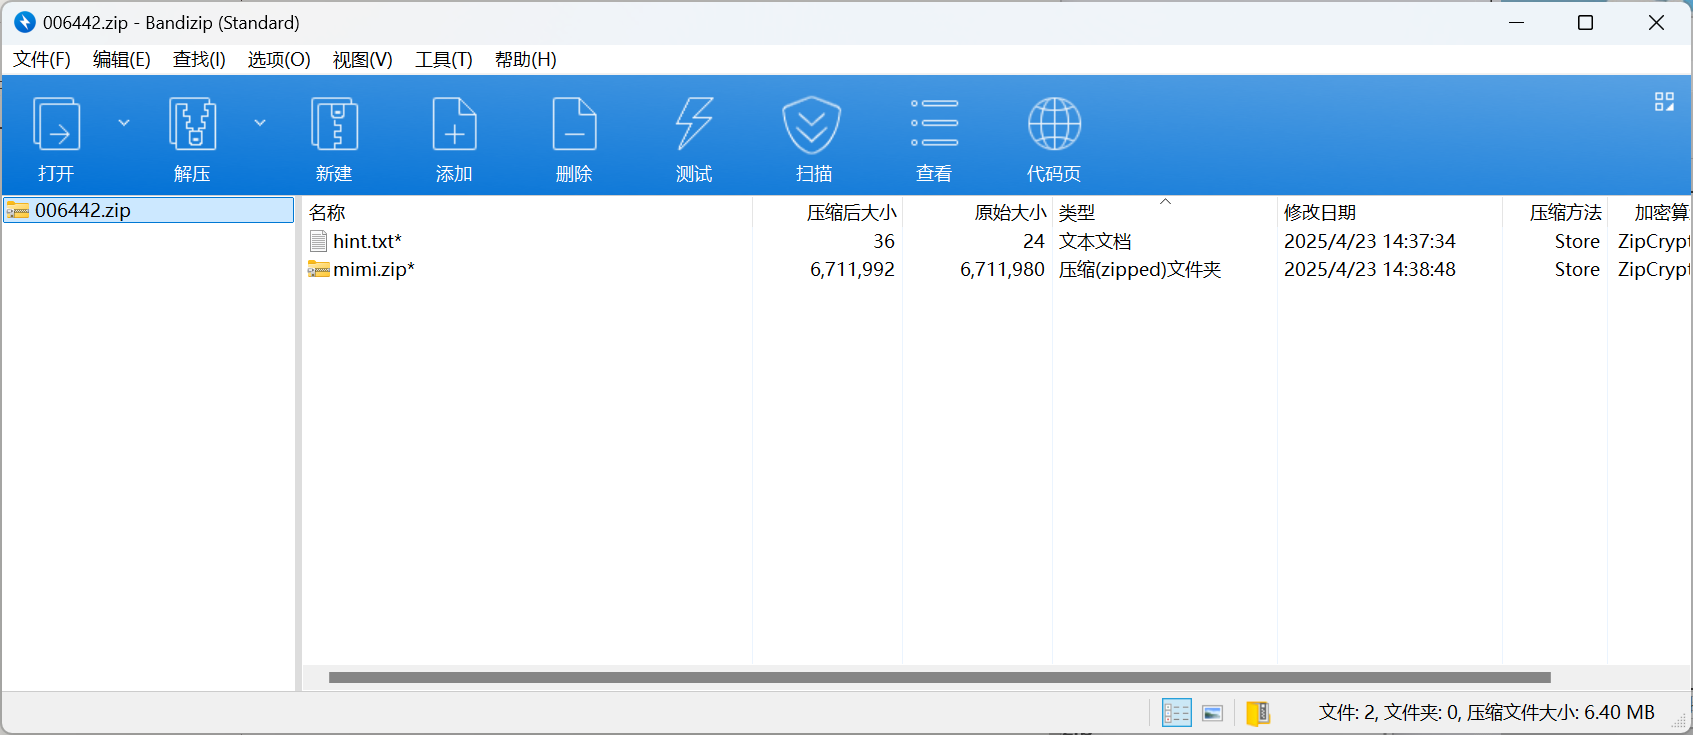 006442.zip - Bandizip (Standard)
文件(F) 编辑(E) 查找(I) 选项(O) 视图(V) 工具(T) 帮助(H)
打开 解压 新建 添加 删除 测试 扫描 查看 代码页
006442.zip
名称 压缩后大小 原始大小 类型 修改日期 压缩方法 加密算
hint.txt* 36 24 文本文档 2025/4/23 14:37:34 Store ZipCrypt
mimi.zip* 6,711,992 6,711,980 压缩(zipped)文件夹 2025/4/23 14:38:48 Store ZipCrypt
文件: 2, 文件夹: 0, 压缩文件大小: 6.40 MB